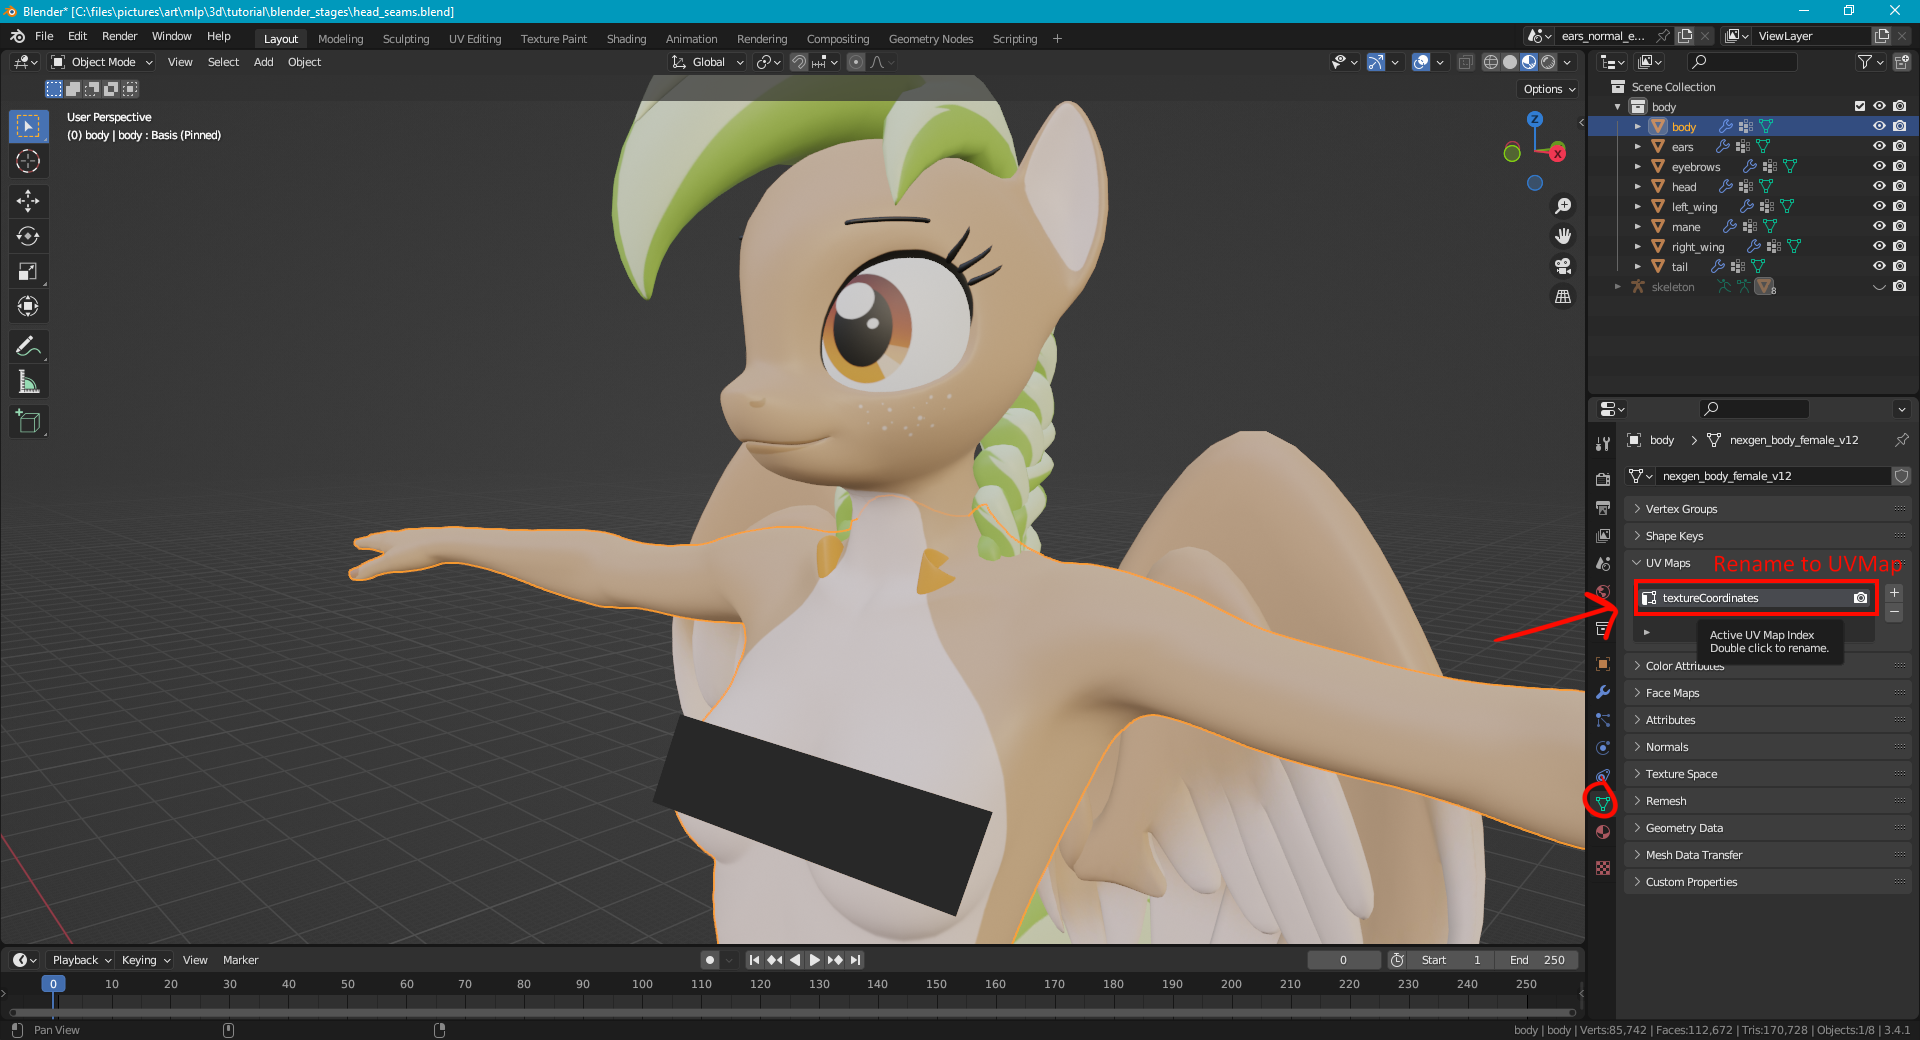 Blender* [C:\files\pictures\art\mlp\3d\tutorial\blender_stages\head_seams.blend]
File Edit Render Window Help Layout Modeling Sculpting UV Editing Texture Paint Shading Animation Rendering Compositing Geometry Nodes Scripting + ears_normal_e... ViewLayer
Object Mode View Select Add Object Global
Options
User Perspective
(0) body | body : Basis (Pinned)
Z
X
Scene Collection
body
body
ears
eyebrows
head
left_wing
mane
right_wing
tail
skeleton 8
body > nexgen_body_female_v12
nexgen_body_female_v12
Vertex Groups
Shape Keys
UV Maps
Rename to UVMap
textureCoordinates
Active UV Map Index
Double click to rename.
Color Attributes
Face Maps
Attributes
Normals
Texture Space
Remesh
Geometry Data
Mesh Data Transfer
Custom Properties
Playback Keying View Marker 0 Start 1 End 250
0 10 20 30 40 50 60 70 80 90 100 110 120 130 140 150 160 170 180 190 200 210 220 230 240 250
Pan View
body | body | Verts:85,742 | Faces:112,672 | Tris:170,728 | Objects:1/8 | 3.4.1